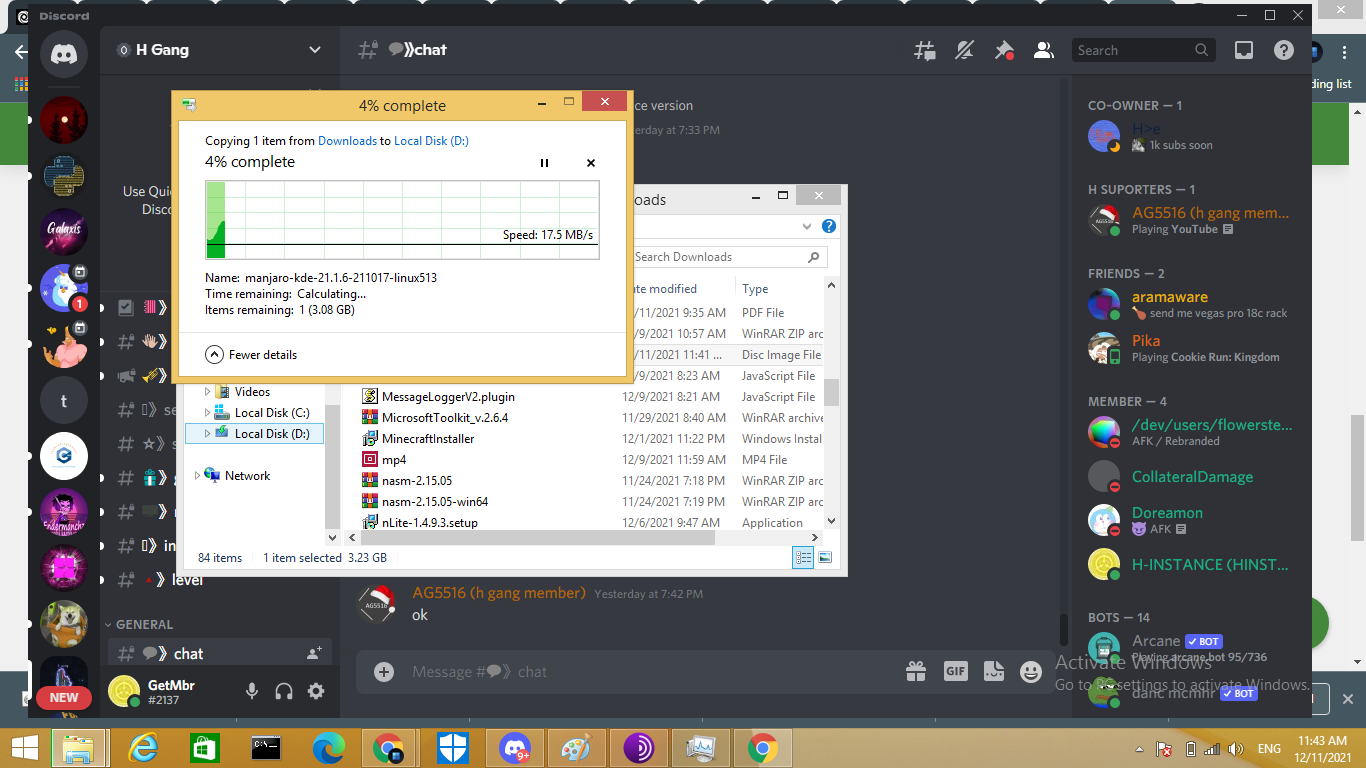 Discord
H Gang
chat
Search
ding list
4% complete
Copying 1 item from Downloads to Local Disk (D:)
4% complete
Speed: 17.5 MB/s
Name: manjaro-kde-21.1.6-211017-linux513
Time remaining: Calculating...
Items remaining: 1 (3.08 GB)
Fewer details
ce version
erday at 7:33 PM
Use Quic
Disco
oads
Search Downloads
ate modified
Type
/11/2021 9:35 AM
PDF File
/9/2021 10:57 AM
WinRAR ZIP arc
/11/2021 11:41 ...
Disc Image File
/9/2021 8:23 AM
JavaScript File
MessageLoggerV2.plugin
12/9/2021 8:21 AM
JavaScript File
MicrosoftToolkit_v.2.6.4
11/29/2021 8:40 AM
WinRAR archive
MinecraftInstaller
12/1/2021 11:22 PM
Windows Instal
mp4
12/9/2021 11:59 AM
MP4 File
nasm-2.15.05
11/24/2021 7:18 PM
WinRAR ZIP arc
nasm-2.15.05-win64
11/24/2021 7:19 PM
WinRAR ZIP arc
nLite-1.4.9.3.setup
12/6/2021 9:47 AM
Application
Videos
Local Disk (C:)
Local Disk (D:)
Network
84 items
1 item selected 3.23 GB
Galaxis
1
t
Endermanch
NEW
se
s
in
level
GENERAL
chat
GetMbr
#2137
AG5516 (h gang member) Yesterday at 7:42 PM
ok
Message # chat
GIF
CO-OWNER — 1
H>e
1k subs soon
H SUPORTERS — 1
AG5516 (h gang mem...
Playing YouTube
FRIENDS — 2
aramaware
send me vegas pro 18c rack
Pika
Playing Cookie Run: Kingdom
MEMBER — 4
/dev/users/flowerste...
AFK / Rebranded
CollateralDamage
Doreamon
AFK
H-INSTANCE (HINST...
BOTS — 14
Arcane BOT
Playing arcane.bot 95/736
danc mcmhr BOT
Activate Windows
Go to PC settings to activate Windows.
9+
ENG
11:43 AM
12/11/2021